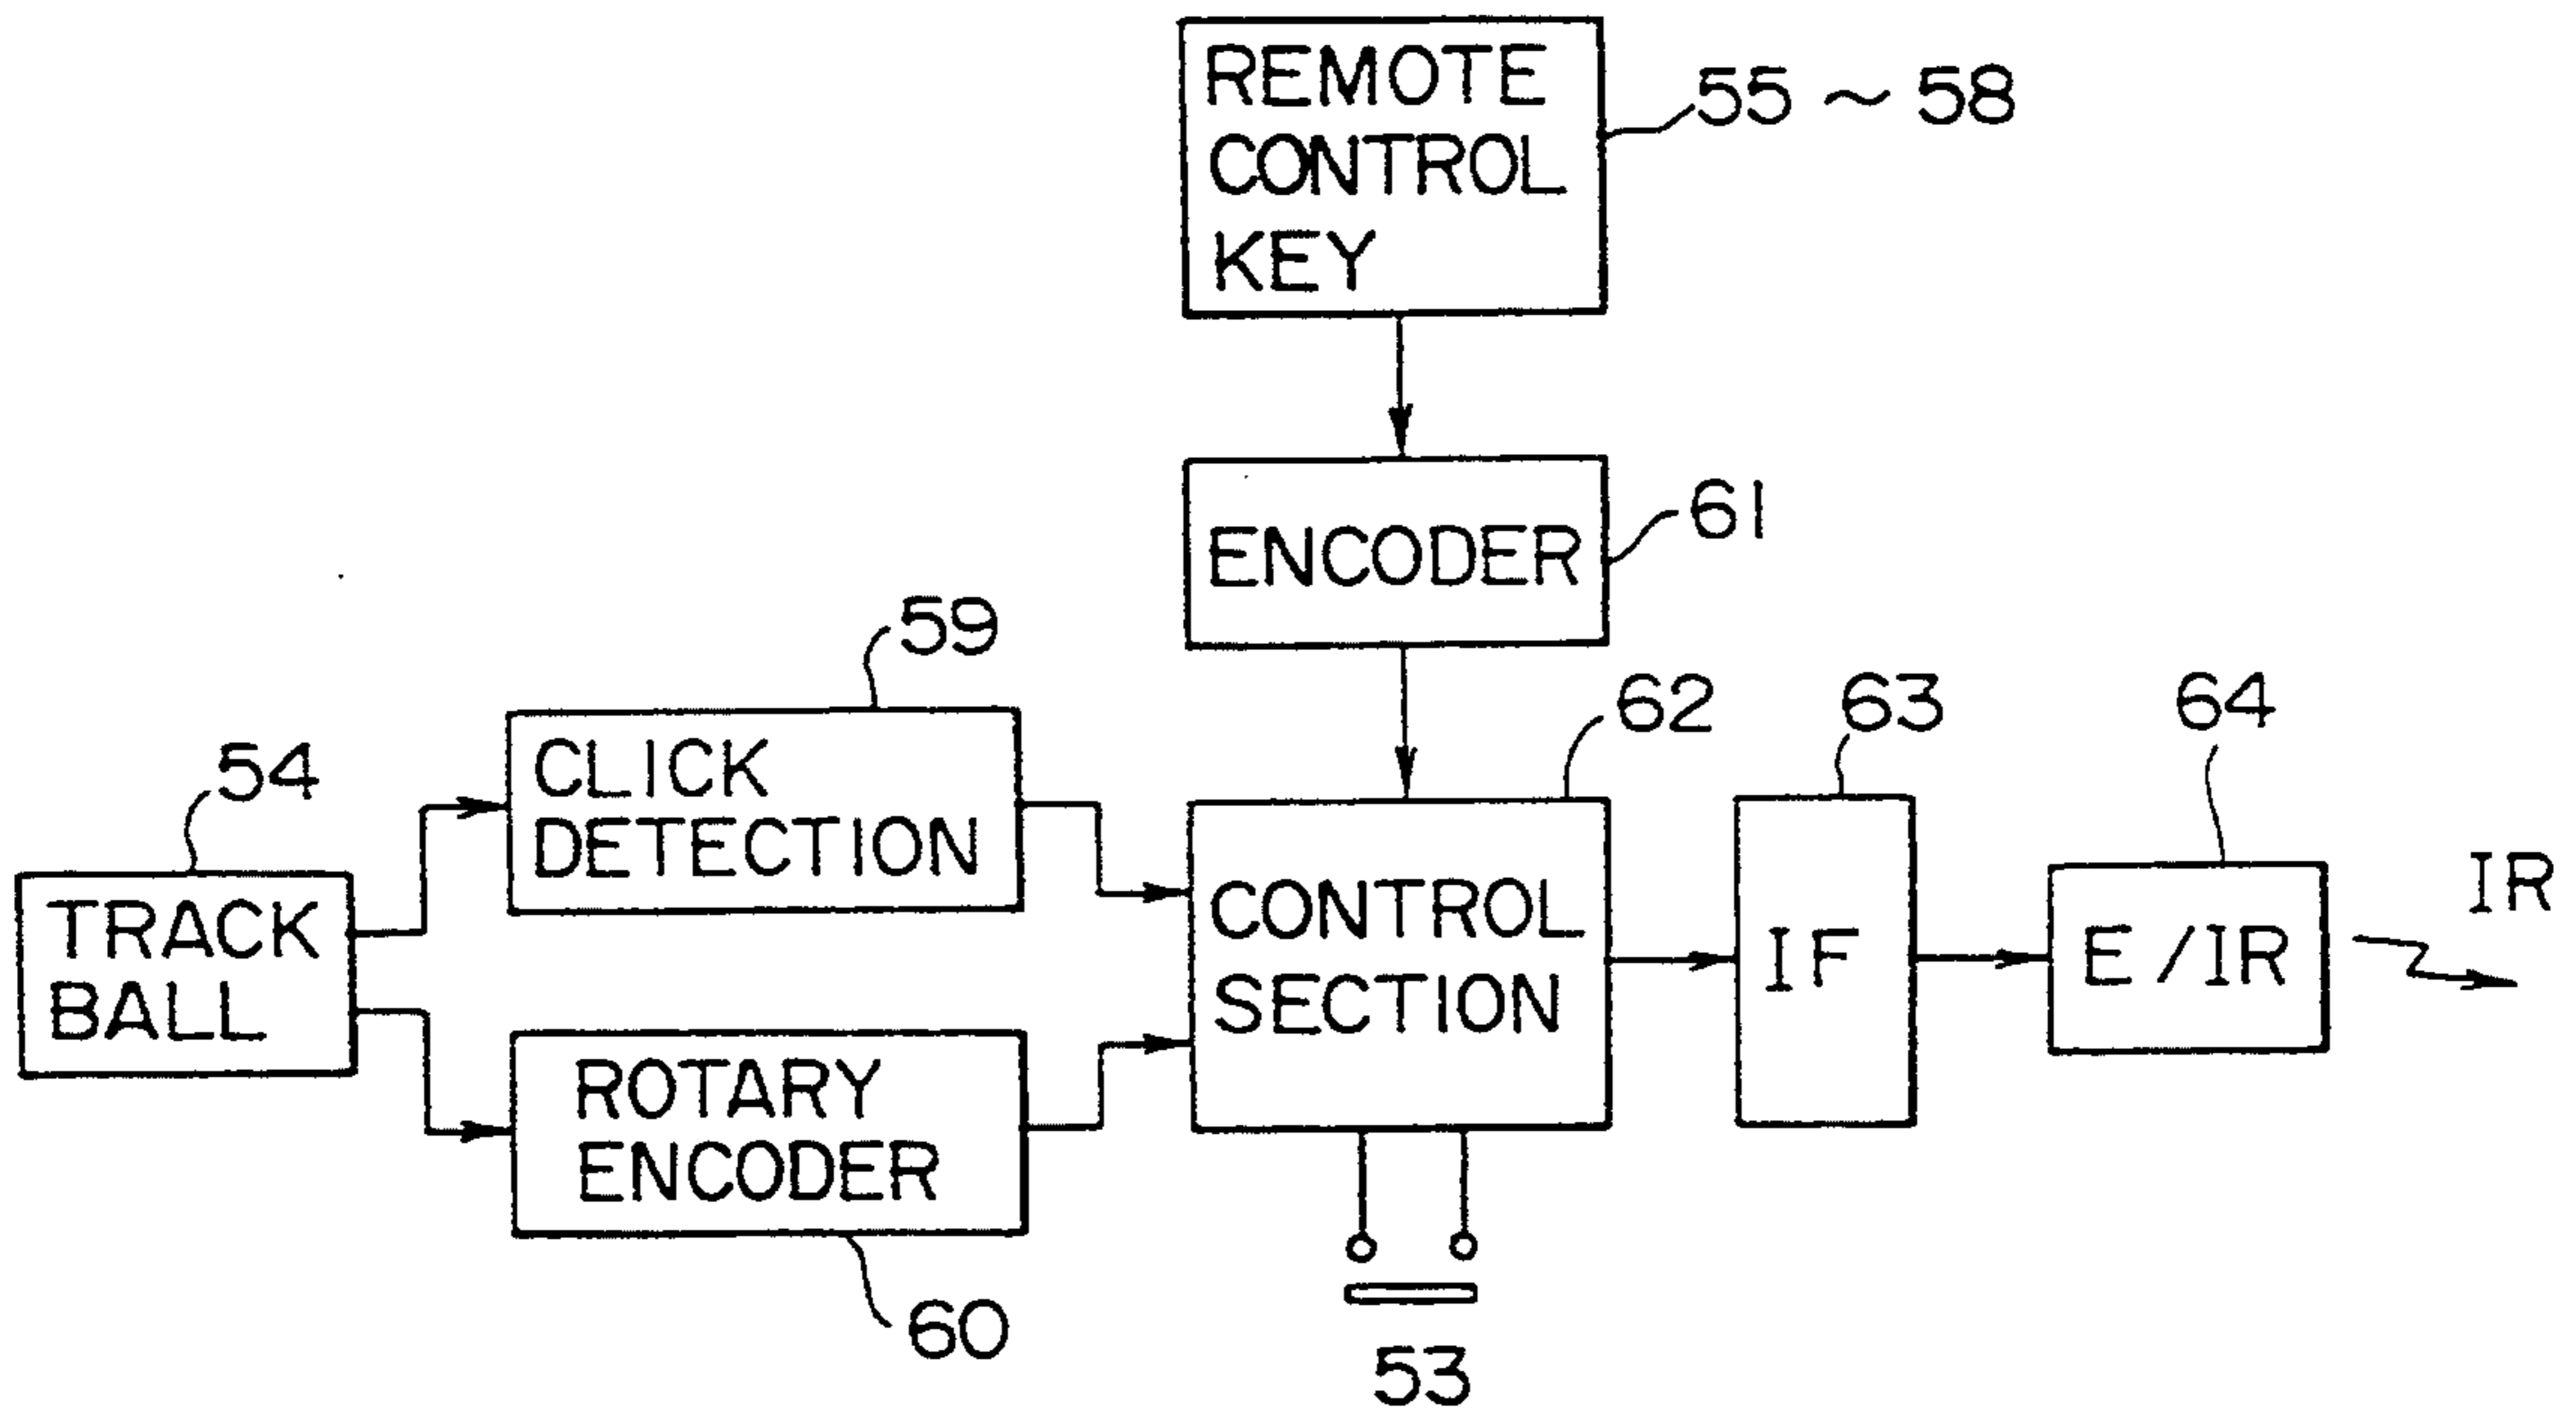 REMOTE
CONTROL
KEY
55 ~ 58
ENCODER
61
59
CLICK
DETECTION
54
TRACK
BALL
ROTARY
ENCODER
60
62
CONTROL
SECTION
63
IF
64
E/IR
IR
53